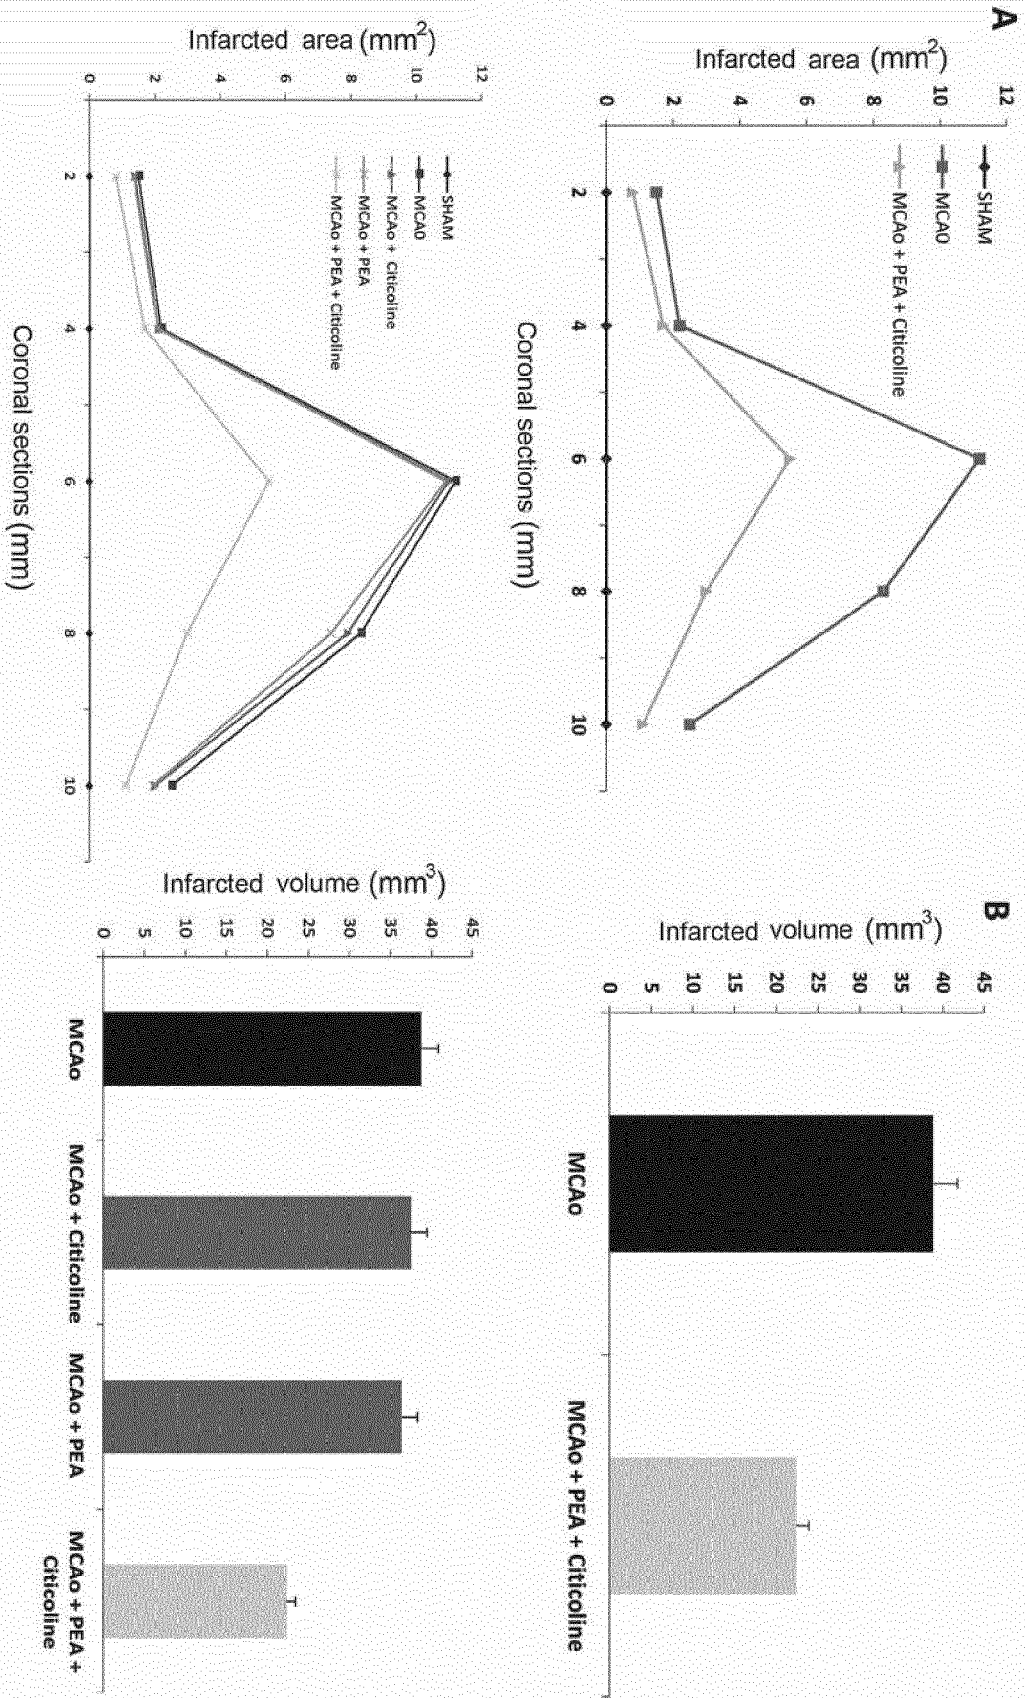 A
Infarcted area (mm2)
12
10
8
6
4
2
0
SHAM
MCA0
MCAo + PEA + Citicoline
2
4
6
8
10
Coronal sections (mm)
Infarcted area (mm2)
12
10
8
6
4
2
0
SHAM
MCA0
MCAo + Citicoline
MCAo + PEA
MCAo + PEA + Citicoline
2
4
6
8
10
Coronal sections (mm)
B
Infarcted volume (mm3)
45
40
35
30
25
20
15
10
5
0
MCAo
MCAo + PEA + Citicoline
Infarcted volume (mm3)
45
40
35
30
25
20
15
10
5
0
MCAo
MCAo + Citicoline
MCAo + PEA
MCAo + PEA +
Citicoline